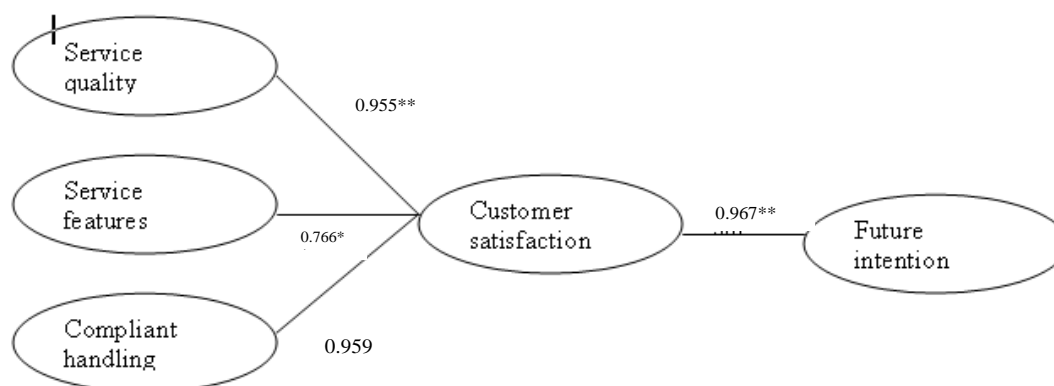 Service
quality
0.955**
Service
features
0.766*
Customer
satisfaction
0.967**
Future
intention
Compliant
handling
0.959